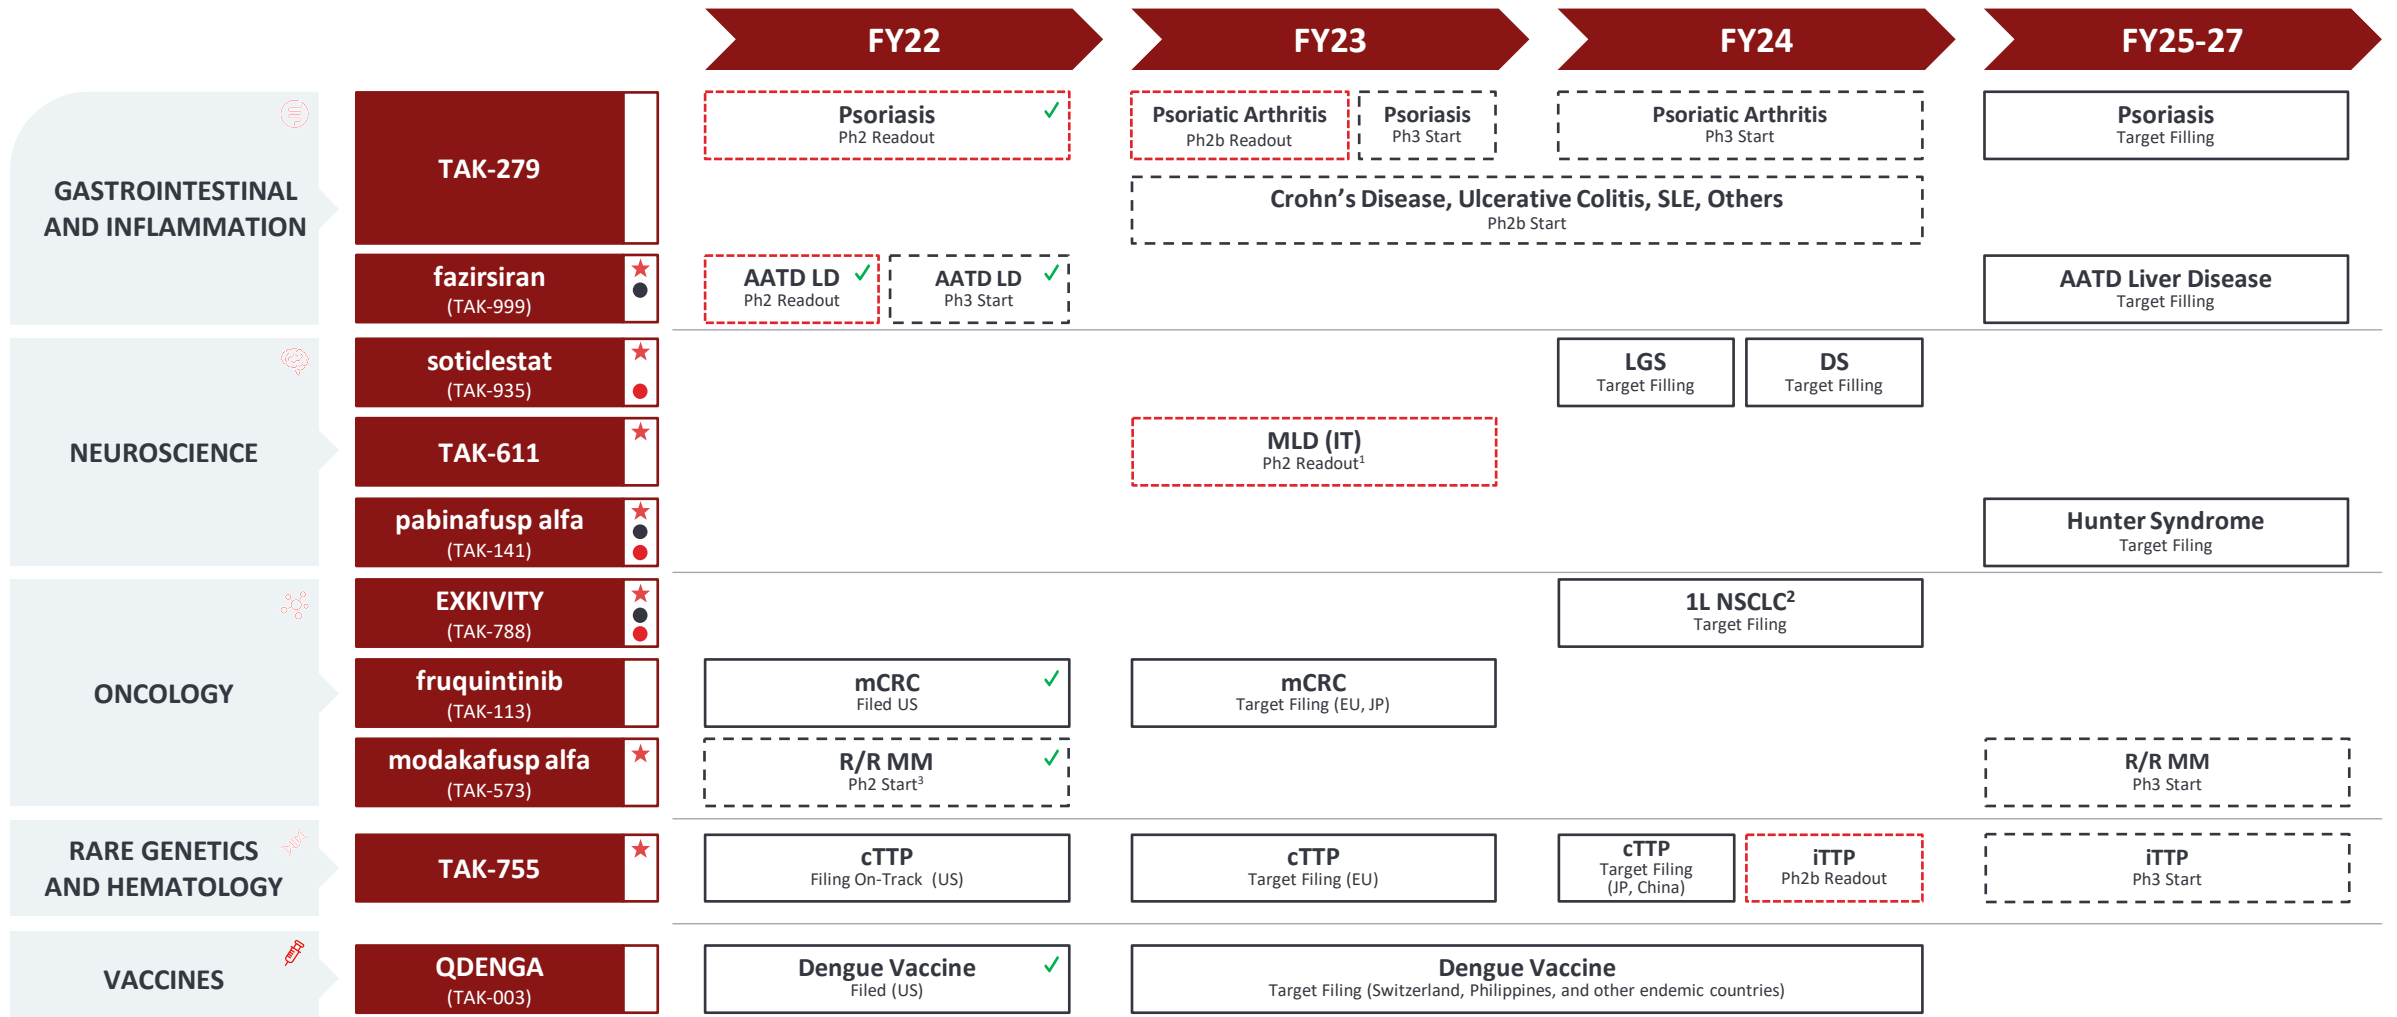 FY22
FY23
FY24
FY25-27
GASTROINTESTINAL
AND INFLAMMATION
TAK-279
Psoriasis
Ph2 Readout
Psoriatic Arthritis
Ph2b Readout
Psoriasis
Ph3 Start
Psoriatic Arthritis
Ph3 Start
Psoriasis
Target Filling
Crohn's Disease, Ulcerative Colitis, SLE, Others
Ph2b Start
fazirsiran
(TAK-999)
AATD LD
Ph2 Readout
AATD LD
Ph3 Start
AATD Liver Disease
Target Filling
NEUROSCIENCE
soticlestat
(TAK-935)
LGS
Target Filling
DS
Target Filling
TAK-611
MLD (IT)
Ph2 Readout¹
pabinafusp alfa
(TAK-141)
Hunter Syndrome
Target Filing
ONCOLOGY
EXKIVITY
(TAK-788)
1L NSCLC²
Target Filing
fruquintinib
(TAK-113)
mCRC
Filed US
mCRC
Target Filing (EU, JP)
modakafusp alfa
(TAK-573)
R/R MM
Ph2 Start³
R/R MM
Ph3 Start
RARE GENETICS
AND HEMATOLOGY
TAK-755
cTTP
Filing On-Track (US)
cTTP
Target Filing (EU)
cTTP
Target Filing
(JP, China)
iTTP
Ph2b Readout
iTTP
Ph3 Start
VACCINES
QDENGA
(TAK-003)
Dengue Vaccine
Filed (US)
Dengue Vaccine
Target Filing (Switzerland, Philippines, and other endemic countries)